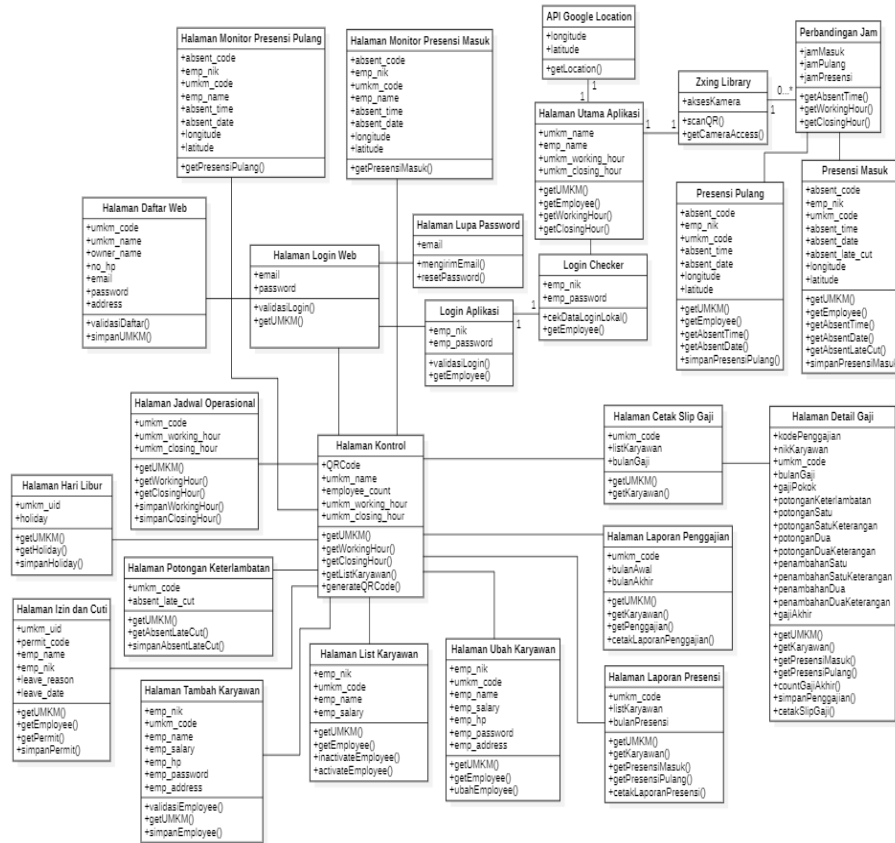 Halaman Monitor Presensi Pulang
+absent_code
+emp_nik
+umkm_code
+emp_name
+absent_time
+absent_date
+longitude
+latitude
+getPresensiPulang()
Halaman Monitor Presensi Masuk
+absent_code
+emp_nik
+umkm_code
+emp_name
+absent_time
+absent_date
+longitude
+latitude
+getPresensiMasuk()
API Google Location
+longitude
+latitude
+getLocation()
1
1
Halaman Utama Aplikasi
+umkm_name
+emp_name
+umkm_working_hour
+umkm_closing_hour
+getUMKM()
+getEmployee()
+getWorkingHour()
+getClosingHour()
1
1
Zxing Library
+aksesKamera
+scanQR()
+getCameraAccess()
0...*
1
Perbandingan Jam
+jamMasuk
+jamPulang
+jamPresensi
+getAbsentTime()
+getWorkingHour()
+getClosingHour()
Presensi Pulang
+absent_code
+emp_nik
+umkm_code
+absent_time
+absent_date
+longitude
+latitude
+getUMKM()
+getEmployee()
+getAbsentTime()
+getAbsentDate()
+simpanPresensiPulang()
Presensi Masuk
+absent_code
+emp_nik
+umkm_code
+absent_time
+absent_date
+absent_late_cut
+longitude
+latitude
+getUMKM()
+getEmployee()
+getAbsentTime()
+getAbsentDate()
+getAbsentLateCut()
+simpanPresensiMasuk
Halaman Daftar Web
+umkm_code
+umkm_name
+owner_name
+no_hp
+email
+password
+address
+validasiDaftar()
+simpanUMKM()
Halaman Login Web
+email
+password
+validasiLogin()
+getUMKM()
Halaman Lupa Password
+email
+mengirimEmail()
+resetPassword()
Login Aplikasi
+emp_nik
+emp_password
+validasiLogin()
+getEmployee()
1
1
Login Checker
+emp_nik
+emp_password
+cekDataLoginLokal()
+getEmployee()
Halaman Jadwal Operasional
+umkm_code
+umkm_working_hour
+umkm_closing_hour
+getUMKM()
+getWorkingHour()
+getClosingHour()
+simpanWorkingHour()
+simpanClosingHour()
Halaman Kontrol
+QRCode
+umkm_name
+employee_count
+umkm_working_hour
+umkm_closing_hour
+getUMKM()
+getWorkingHour()
+getClosingHour()
+getListKaryawan()
+generateQRCode()
Halaman Cetak Slip Gaji
+umkm_code
+listKaryawan
+bulanGaji
+getUMKM()
+getKaryawan()
Halaman Detail Gaji
+kodePenggajian
+nikKaryawan
+umkm_code
+bulanGaji
+gajiPokok
+potonganKeterlambatan
+potonganSatu
+potonganSatuKeterangan
+potonganDua
+potonganDuaKeterangan
+penambahanSatu
+penambahanSatuKeterangan
+penambahanDua
+penambahanDuaKeterangan
+gajiAkhir
+getUMKM()
+getKaryawan()
+getPresensiMasuk()
+getPresensiPulang()
+countGajiAkhir()
+simpanPenggajian()
+cetakSlipGaji()
Halaman Hari Libur
+umkm_uid
+holiday
+getUMKM()
+getHoliday()
+simpanHoliday()
Halaman Potongan Keterlambatan
+umkm_code
+absent_late_cut
+getUMKM()
+getAbsentLateCut()
+simpanAbsentLateCut()
Halaman Laporan Penggajian
+umkm_code
+bulanAwal
+bulanAkhir
+getUMKM()
+getKaryawan()
+getPenggajian()
+cetakLaporanPenggajian()
Halaman Izin dan Cuti
+umkm_uid
+permit_code
+emp_name
+emp_nik
+leave_reason
+leave_date
+getUMKM()
+getEmployee()
+getPermit()
+simpanPermit()
Halaman Tambah Karyawan
+emp_nik
+umkm_code
+emp_name
+emp_salary
+emp_hp
+emp_password
+emp_address
+validasiEmployee()
+getUMKM()
+simpanEmployee()
Halaman List Karyawan
+emp_nik
+umkm_code
+emp_name
+emp_salary
+getUMKM()
+getEmployee()
+inactivateEmployee()
+activateEmployee()
Halaman Ubah Karyawan
+emp_nik
+umkm_code
+emp_name
+emp_salary
+emp_hp
+emp_password
+emp_address
+getUMKM()
+getEmployee()
+ubahEmployee()
Halaman Laporan Presensi
+umkm_code
+listKaryawan
+bulanPresensi
+getUMKM()
+getKaryawan()
+getPresensiMasuk()
+getPresensiPulang()
+cetakLaporanPresensi()